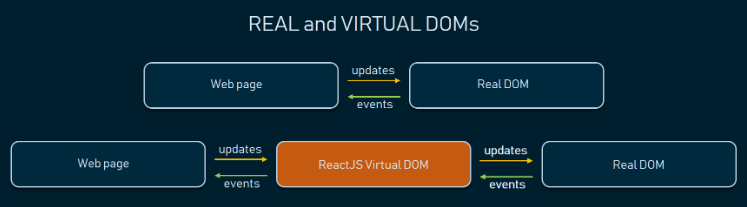 REAL and VIRTUAL DOMs
updates
Web page
Real DOM
events
updates
updates
Web page
ReactJS Virtual DOM
Real DOM
events
events